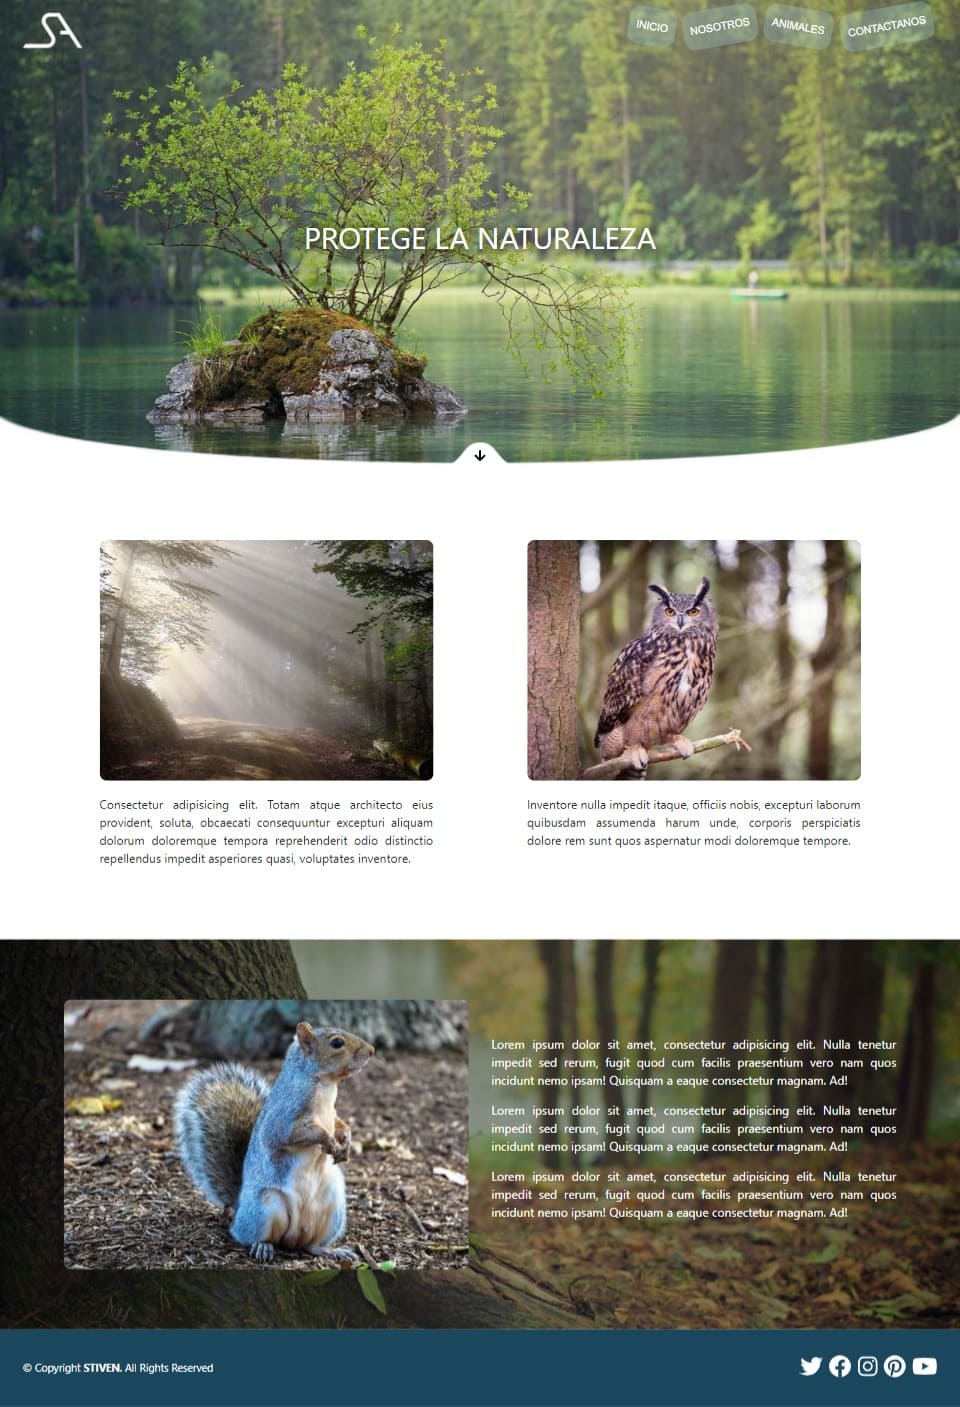 SA
INICIO NOSOTROS ANIMALES CONTACTANOS
PROTEGE LA NATURALEZA
Consectetur adipisicing elit. Totam atque architecto eius
provident, soluta, obcaecati consequuntur excepturi aliquam
dolorum doloremque tempora reprehenderit odio distinctio
repellendus impedit asperiores quasi, voluptates inventore.
Inventore nulla impedit itaque, officiis nobis, excepturi laborum
quibusdam assumenda harum unde, corporis perspiciatis
dolore rem sunt quos aspernatur modi doloremque tempore.
Lorem ipsum dolor sit amet, consectetur adipisicing elit. Nulla tenetur
impedit sed rerum, fugit quod cum facilis praesentium vero nam quos
incidunt nemo ipsam! Quisquam a eaque consectetur magnam. Ad!
Lorem ipsum dolor sit amet, consectetur adipisicing elit. Nulla tenetur
impedit sed rerum, fugit quod cum facilis praesentium vero nam quos
incidunt nemo ipsam! Quisquam a eaque consectetur magnam. Ad!
Lorem ipsum dolor sit amet, consectetur adipisicing elit. Nulla tenetur
impedit sed rerum, fugit quod cum facilis praesentium vero nam quos
incidunt nemo ipsam! Quisquam a eaque consectetur magnam. Ad!
© Copyright STIVEN. All Rights Reserved